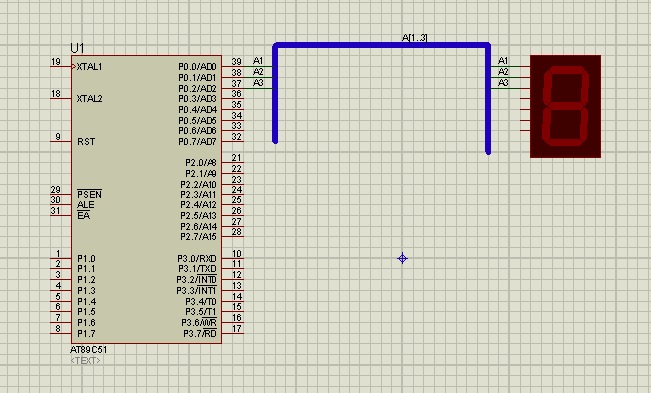 A[1..3]
U1
19 XTAL1 P0.0/AD0 39 A1 A1
P0.1/AD1 38 A2 A2
P0.2/AD2 37 A3 A3
18 XTAL2 P0.3/AD3 36
P0.4/AD4 35
P0.5/AD5 34
P0.6/AD6 33
9 RST P0.7/AD7 32
P2.0/A8 21
P2.1/A9 22
P2.2/A10 23
29 PSEN P2.3/A11 24
30 ALE P2.4/A12 25
31 EA P2.5/A13 26
P2.6/A14 27
P2.7/A15 28
1 P1.0 P3.0/RXD 10
2 P1.1 P3.1/TXD 11
3 P1.2 P3.2/INT0 12
4 P1.3 P3.3/INT1 13
5 P1.4 P3.4/T0 14
6 P1.5 P3.5/T1 15
7 P1.6 P3.6/WR 16
8 P1.7 P3.7/RD 17
AT89C51
<TEXT>